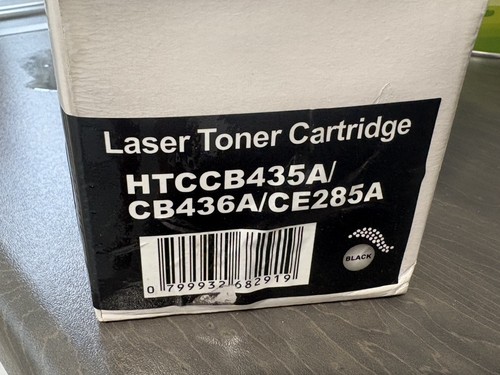 Laser Toner Cartridge
HTCCB435A/
CB436A/CE285A
BLACK
0 799932 682919